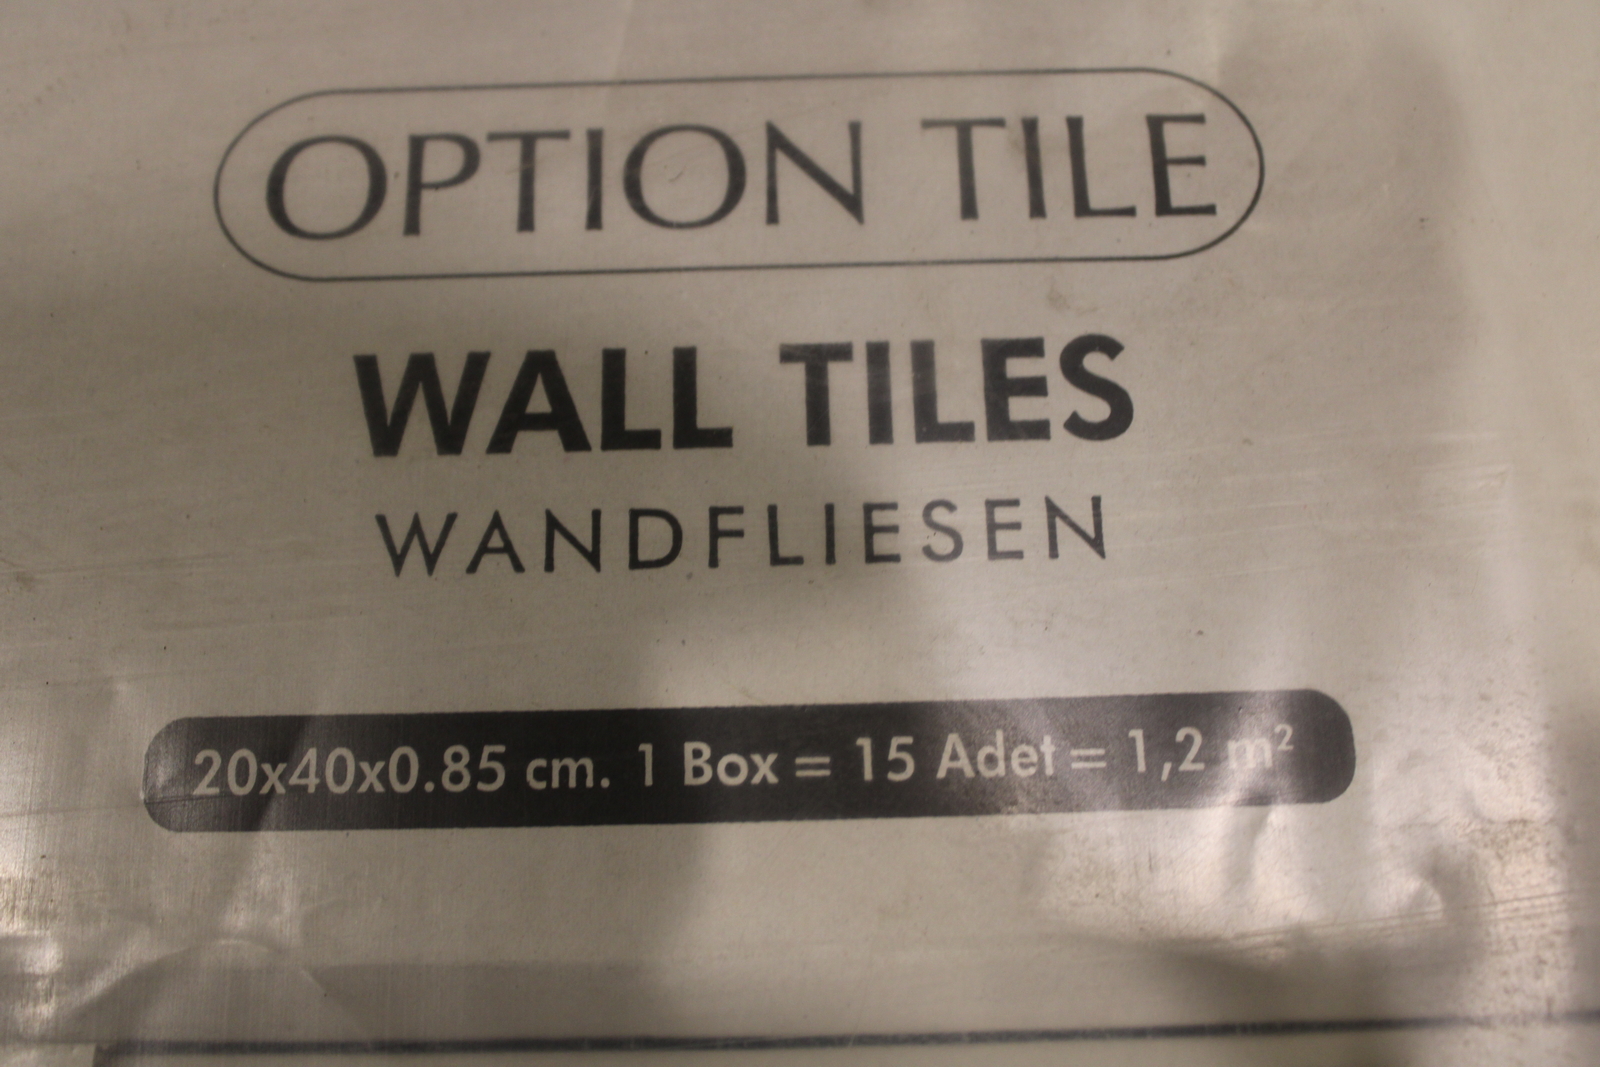 OPTION TILE
WALL TILES
WANDFLIESEN
20x40x0.85 cm. 1 Box = 15 Adet = 1,2 m²